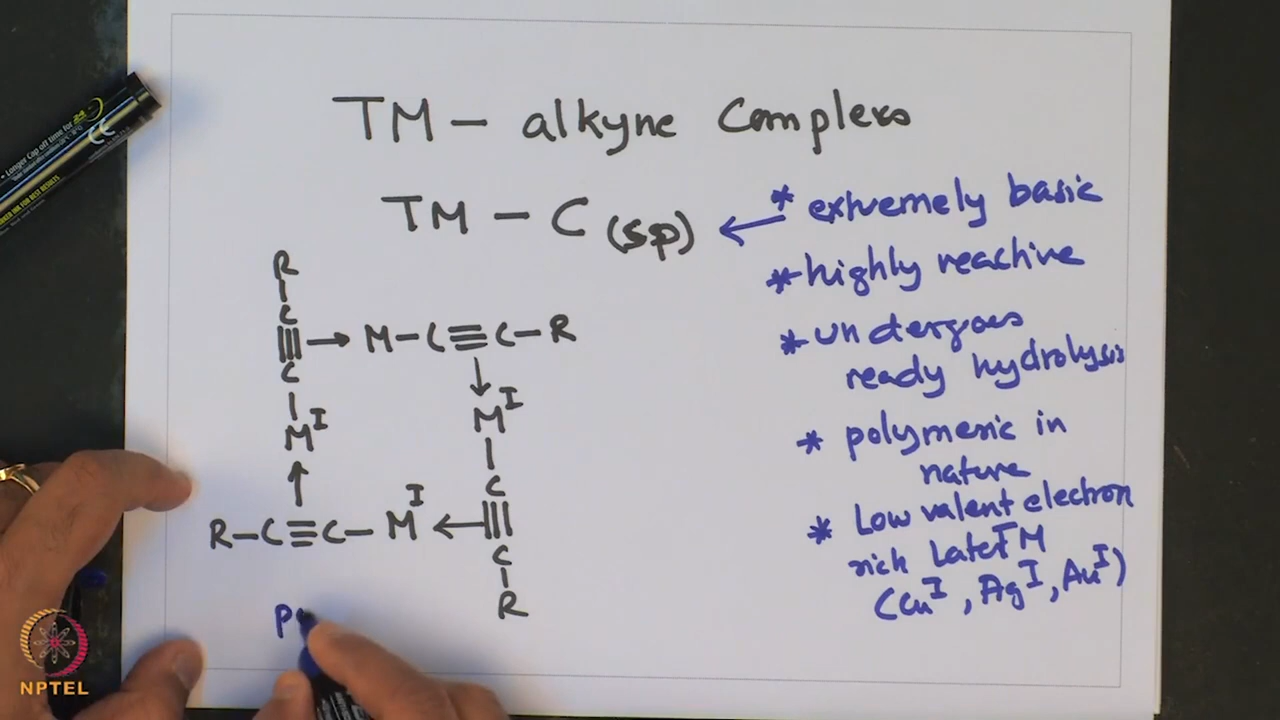 TM – alkyne Complexs
TM – C (sp)
* extremely basic
* highly reactive
* undergoes
ready hydrolysis
* polymeric in
nature
* Low valent electron
rich Late TM
(Cu^I, Ag^I, Au^I)
R
C
≡
C
M^I
→ M–C≡C–R
M^I
C
≡
C
R
R–C≡C–M^I ←
po
NPTEL